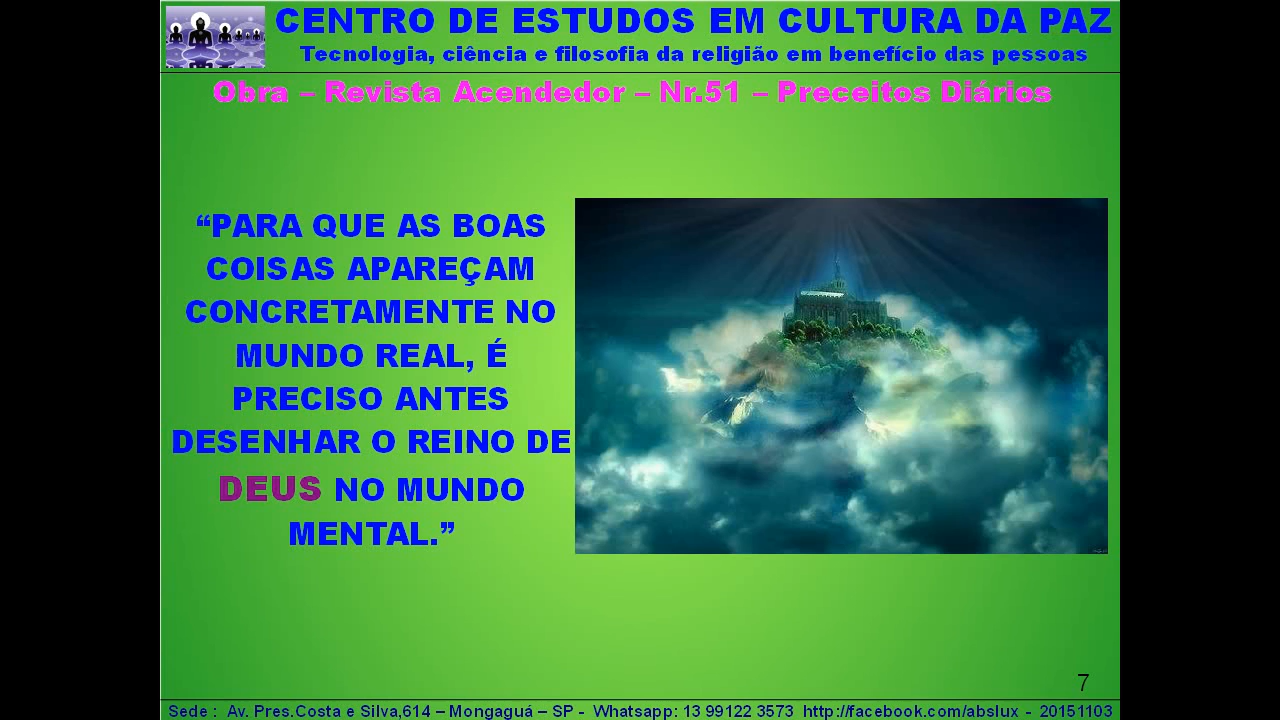 CENTRO DE ESTUDOS EM CULTURA DA PAZ
Tecnologia, ciência e filosofia da religião em benefício das pessoas
Obra – Revista Acendedor – Nr.51 – Preceitos Diários
“PARA QUE AS BOAS
COISAS APAREÇAM
CONCRETAMENTE NO
MUNDO REAL, É
PRECISO ANTES
DESENHAR O REINO DE
DEUS NO MUNDO
MENTAL.”
7
Sede : Av. Pres.Costa e Silva,614 – Mongaguá – SP - Whatsapp: 13 99122 3573 http://facebook.com/abslux - 20151103